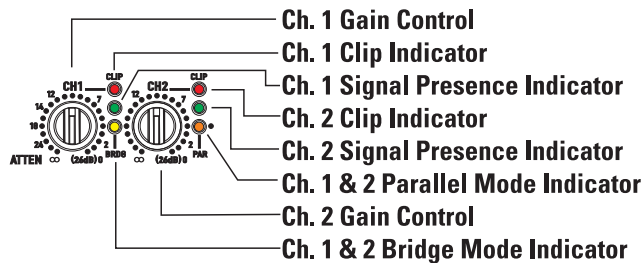 Ch. 1 Gain Control
Ch. 1 Clip Indicator
Ch. 1 Signal Presence Indicator
Ch. 2 Clip Indicator
Ch. 2 Signal Presence Indicator
Ch. 1 & 2 Parallel Mode Indicator
Ch. 2 Gain Control
Ch. 1 & 2 Bridge Mode Indicator
CLIP CLIP
12 CH1 7 12 CH2 7
14
18
24 2 2
ATTEN ∞ (26dB) 0 BRDG ∞ (26dB) 0 PAR